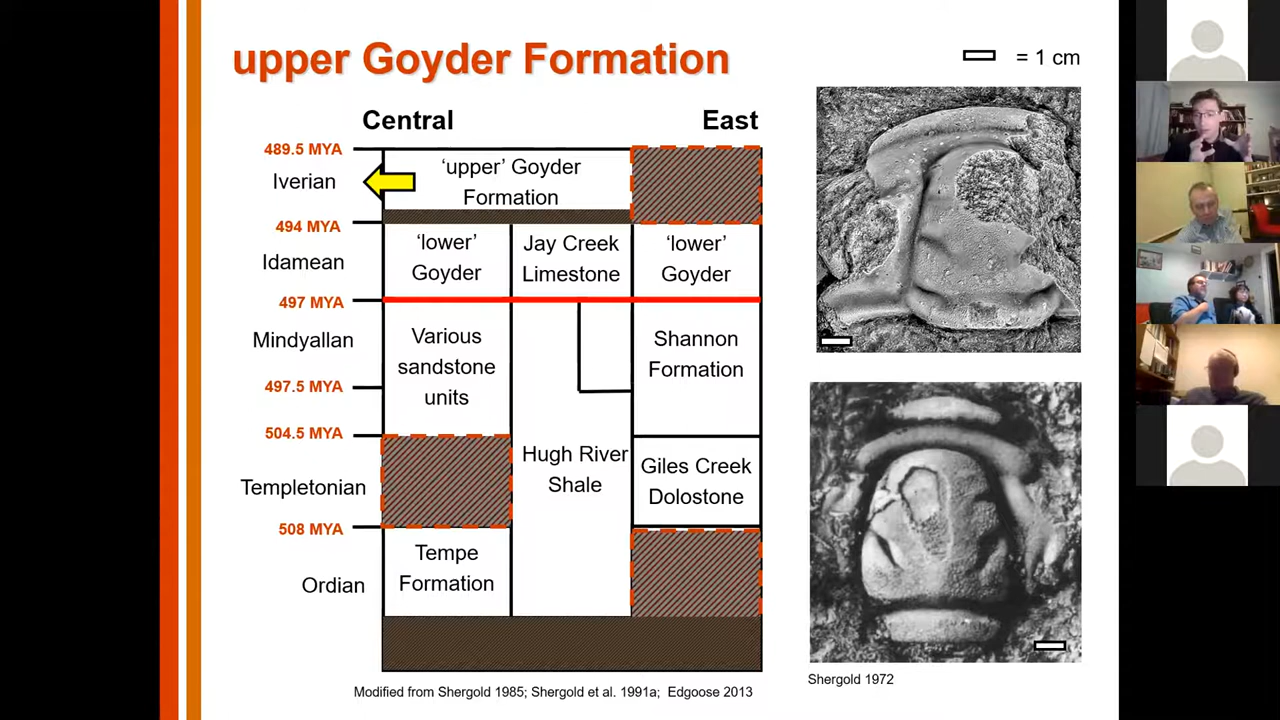 upper Goyder Formation
= 1 cm
Central
East
489.5 MYA
Iverian
494 MYA
Idamean
497 MYA
Mindyallan
497.5 MYA
504.5 MYA
Templetonian
508 MYA
Ordian
‘upper’ Goyder
Formation
‘lower’
Goyder
Jay Creek
Limestone
‘lower’
Goyder
Various
sandstone
units
Shannon
Formation
Hugh River
Shale
Giles Creek
Dolostone
Tempe
Formation
Shergold 1972
Modified from Shergold 1985; Shergold et al. 1991a; Edgoose 2013